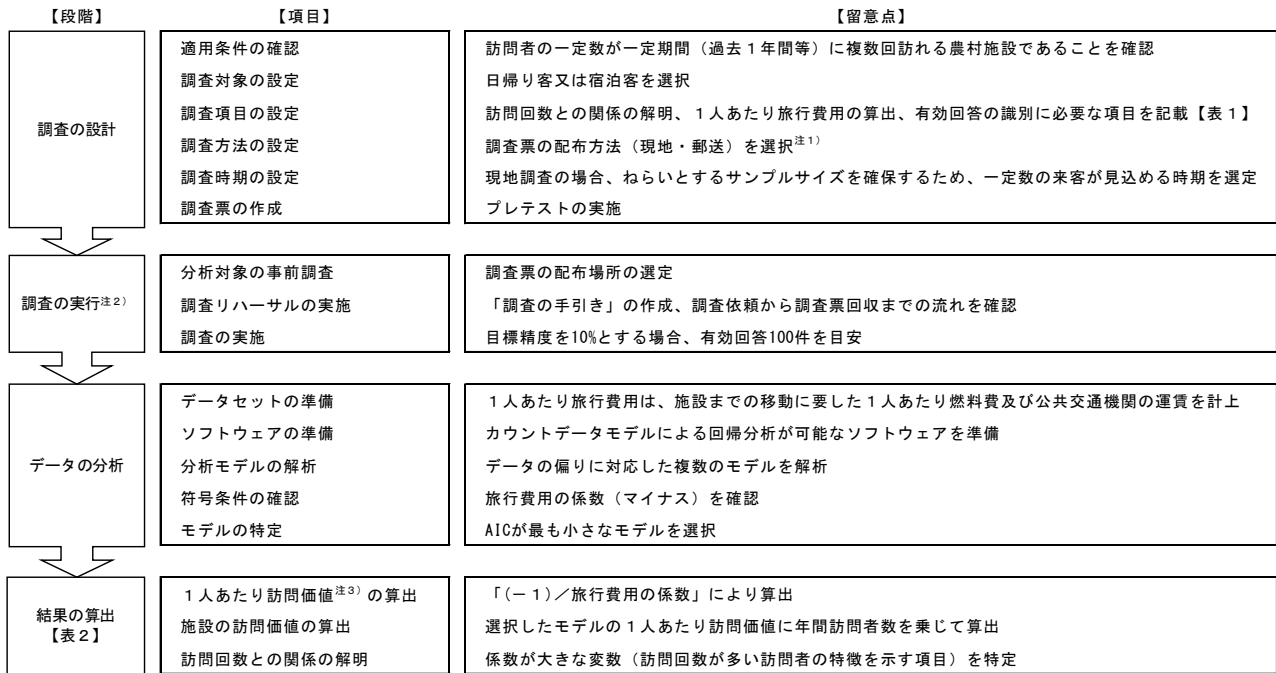 【段階】 【項目】 【留意点】
調査の設計
適用条件の確認 訪問者の一定数が一定期間（過去１年間等）に複数回訪れる農村施設であることを確認
調査対象の設定 日帰り客又は宿泊客を選択
調査項目の設定 訪問回数との関係の解明、１人あたり旅行費用の算出、有効回答の識別に必要な項目を記載【表１】
調査方法の設定 調査票の配布方法（現地・郵送）を選択注１）
調査時期の設定 現地調査の場合、ねらいとするサンプルサイズを確保するため、一定数の来客が見込める時期を選定
調査票の作成 プレテストの実施
調査の実行注２）
分析対象の事前調査 調査票の配布場所の選定
調査リハーサルの実施 「調査の手引き」の作成、調査依頼から調査票回収までの流れを確認
調査の実施 目標精度を10%とする場合、有効回答100件を目安
データの分析
データセットの準備 １人あたり旅行費用は、施設までの移動に要した１人あたり燃料費及び公共交通機関の運賃を計上
ソフトウェアの準備 カウントデータモデルによる回帰分析が可能なソフトウェアを準備
分析モデルの解析 データの偏りに対応した複数のモデルを解析
符号条件の確認 旅行費用の係数（マイナス）を確認
モデルの特定 AICが最も小さなモデルを選択
結果の算出
【表２】
１人あたり訪問価値注３）の算出 「(－１)／旅行費用の係数」により算出
施設の訪問価値の算出 選択したモデルの１人あたり訪問価値に年間訪問者数を乗じて算出
訪問回数との関係の解明 係数が大きな変数（訪問回数が多い訪問者の特徴を示す項目）を特定